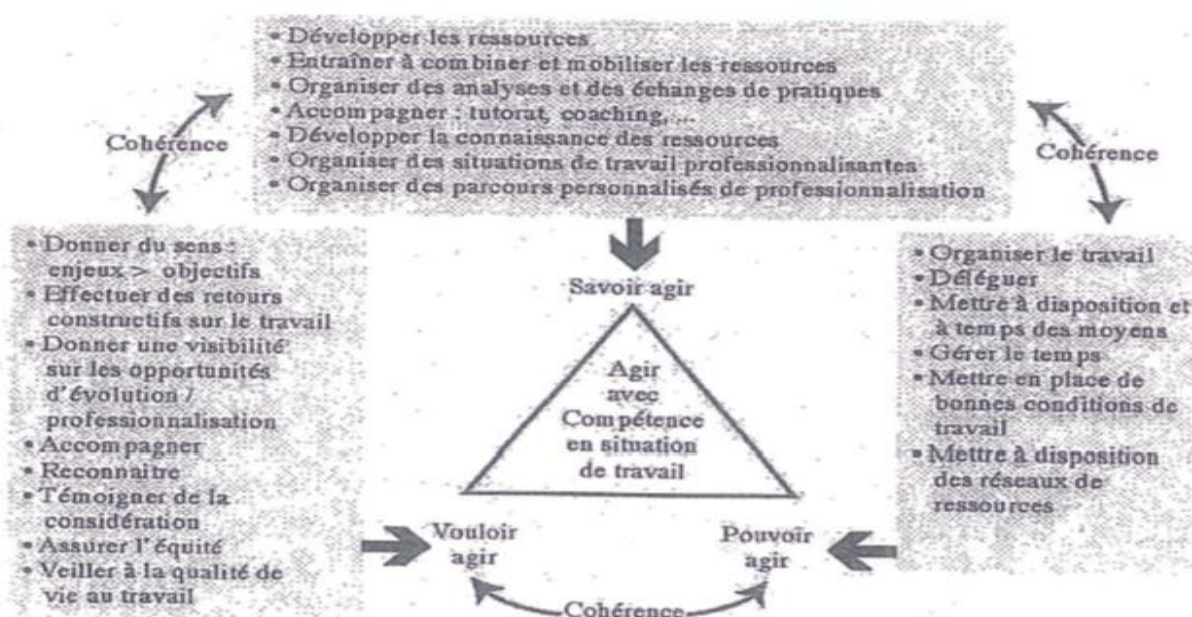 • Développer les ressources
• Entraîner à combiner et mobiliser les ressources
• Organiser des analyses et des échanges de pratiques
• Accompagner : tutorat, coaching, ...
• Développer la connaissance des ressources
• Organiser des situations de travail professionnalisantes
• Organiser des parcours personnalisés de professionnalisation
Cohérence
Cohérence
• Donner du sens :
enjeux > objectifs
• Effectuer des retours
constructifs sur le travail
• Donner une visibilité
sur les opportunités
d'évolution /
professionnalisation
• Accompagner
• Reconnaître
• Témoigner de la
considération
• Assurer l'équité
• Veiller à la qualité de
vie au travail
Savoir agir
Agir
avec
Compétence
en situation
de travail
Vouloir
agir
Pouvoir
agir
Cohérence
• Organiser le travail
• Déléguer
• Mettre à disposition et
à temps des moyens
• Gérer le temps
• Mettre en place de
bonnes conditions de
travail
• Mettre à disposition
des réseaux de
ressources